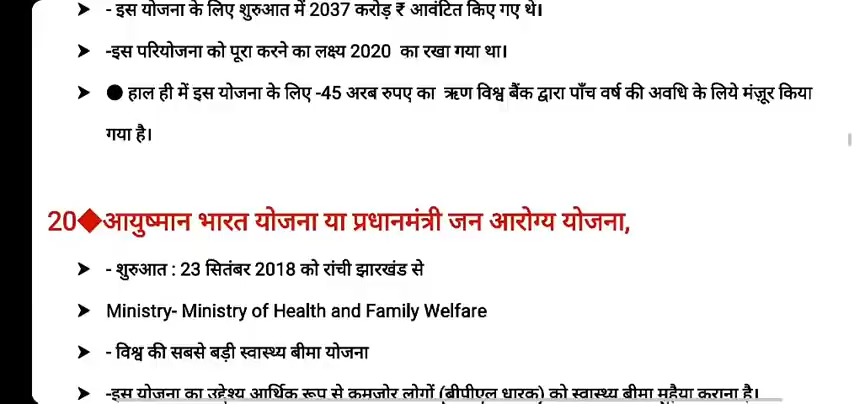 ➤ - इस योजना के लिए शुरुआत में 2037 करोड़ ₹ आवंटित किए गए थे।
➤ -इस परियोजना को पूरा करने का लक्ष्य 2020 का रखा गया था।
➤ ● हाल ही में इस योजना के लिए -45 अरब रुपए का ऋण विश्व बैंक द्वारा पाँच वर्ष की अवधि के लिये मंज़ूर किया
गया है।
20◆आयुष्मान भारत योजना या प्रधानमंत्री जन आरोग्य योजना,
➤ - शुरुआत : 23 सितंबर 2018 को रांची झारखंड से
➤ Ministry- Ministry of Health and Family Welfare
➤ - विश्व की सबसे बड़ी स्वास्थ्य बीमा योजना
➤ -इस योजना का उद्देश्य आर्थिक रूप से कमजोर लोगों (बीपीएल धारक) को स्वास्थ्य बीमा मुहैया कराना है।